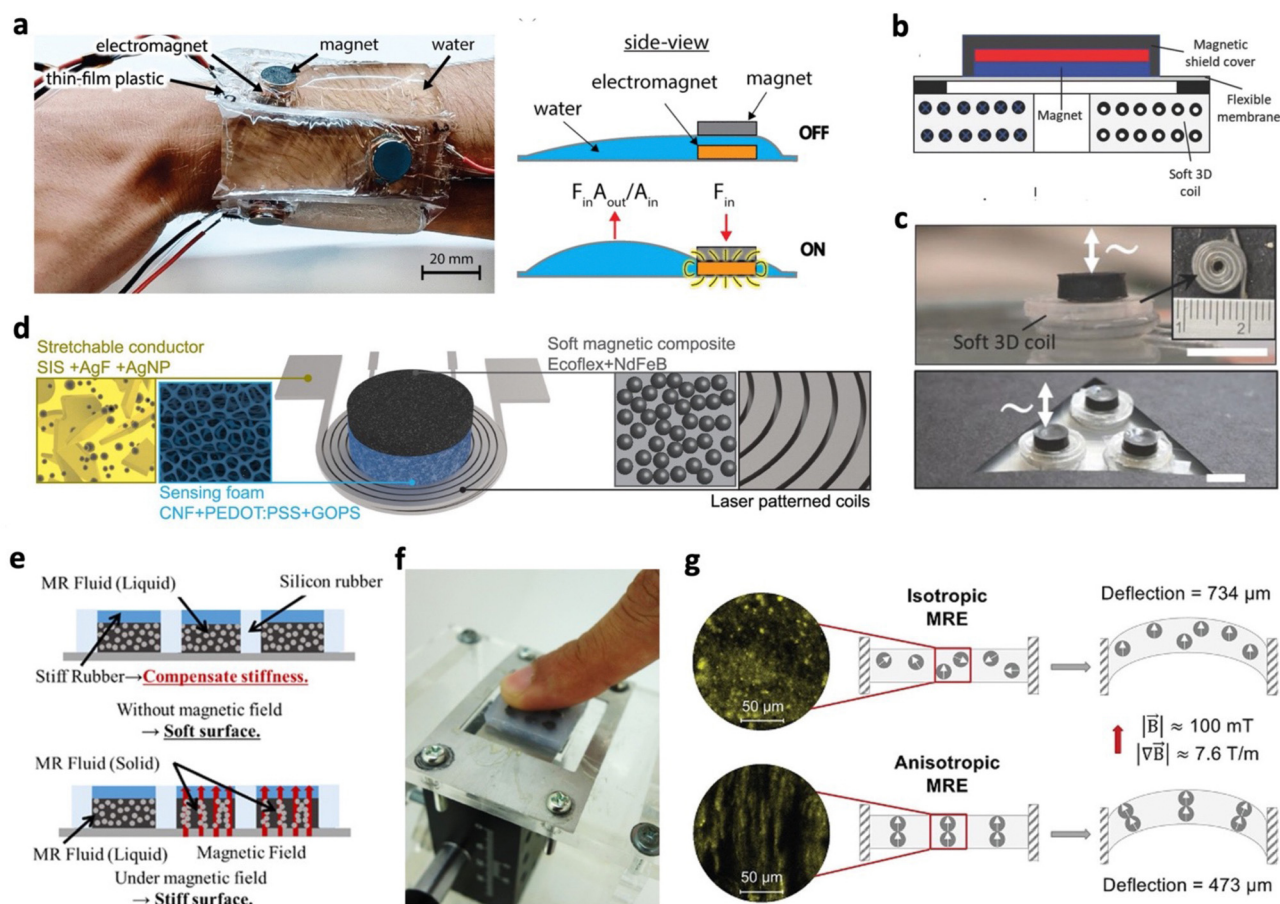 a
electromagnet
magnet
water
thin-film plastic
20 mm
side-view
electromagnet
magnet
water
OFF
F_in A_out/A_in
F_in
ON
b
Magnetic
shield cover
Flexible
membrane
Magnet
Soft 3D
coil
c
Soft 3D coil
1
2
d
Stretchable conductor
SIS +AgF +AgNP
Soft magnetic composite
Ecoflex+NdFeB
Sensing foam
CNF+PEDOT:PSS+GOPS
Laser patterned coils
e
MR Fluid (Liquid)
Silicon rubber
Stiff Rubber→Compensate stiffness.
Without magnetic field
→ Soft surface.
MR Fluid (Solid)
MR Fluid (Liquid)
Magnetic Field
Under magnetic field
→ Stiff surface.
f
g
Isotropic
MRE
Deflection = 734 µm
50 µm
|B⃗| ≈ 100 mT
|∇B⃗| ≈ 7.6 T/m
Anisotropic
MRE
50 µm
Deflection = 473 µm